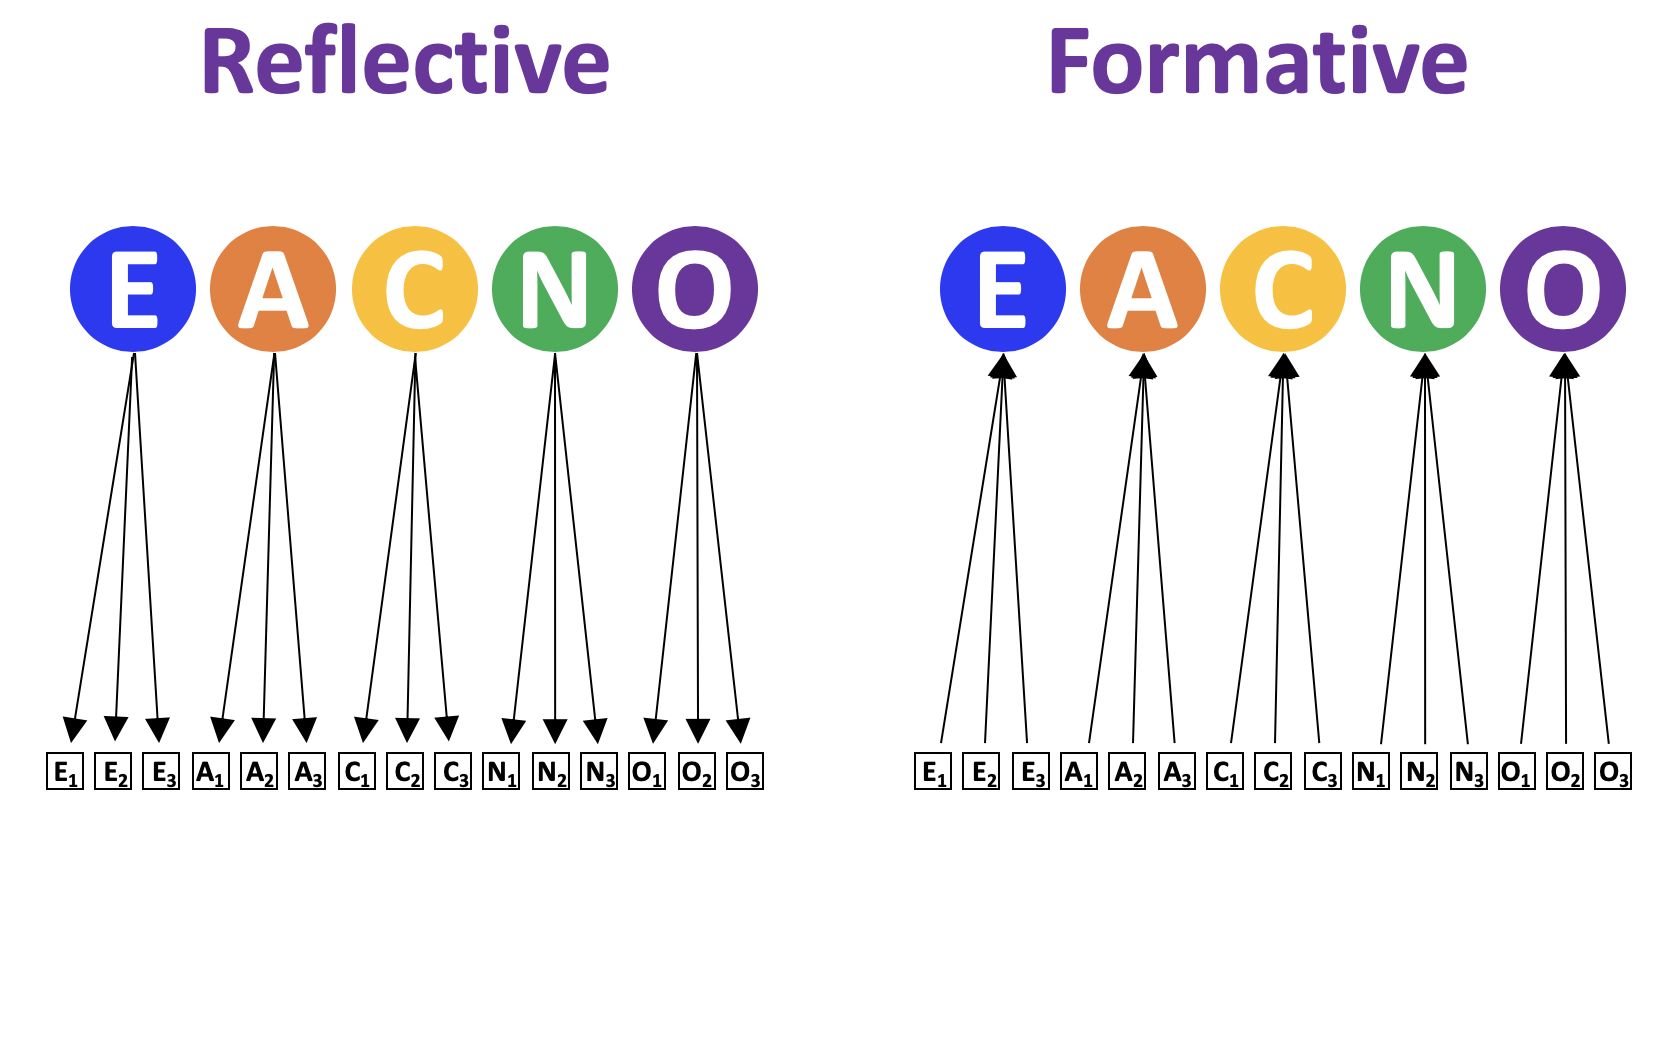 Reflective Formative
E A C N O E A C N O
E₁ E₂ E₃ A₁ A₂ A₃ C₁ C₂ C₃ N₁ N₂ N₃ O₁ O₂ O₃ E₁ E₂ E₃ A₁ A₂ A₃ C₁ C₂ C₃ N₁ N₂ N₃ O₁ O₂ O₃